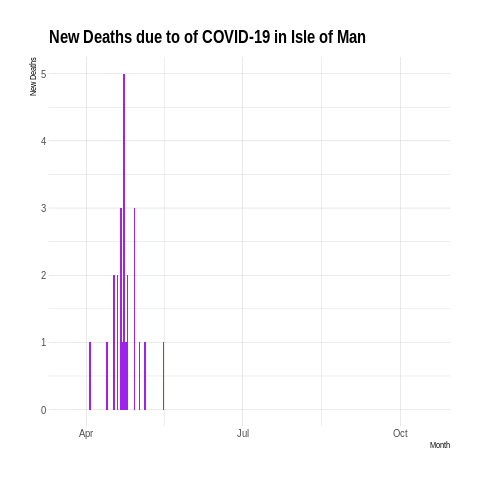 New Deaths due to of COVID-19 in Isle of Man
New Deaths
5
4
3
2
1
0
Apr
Jul
Oct
Month